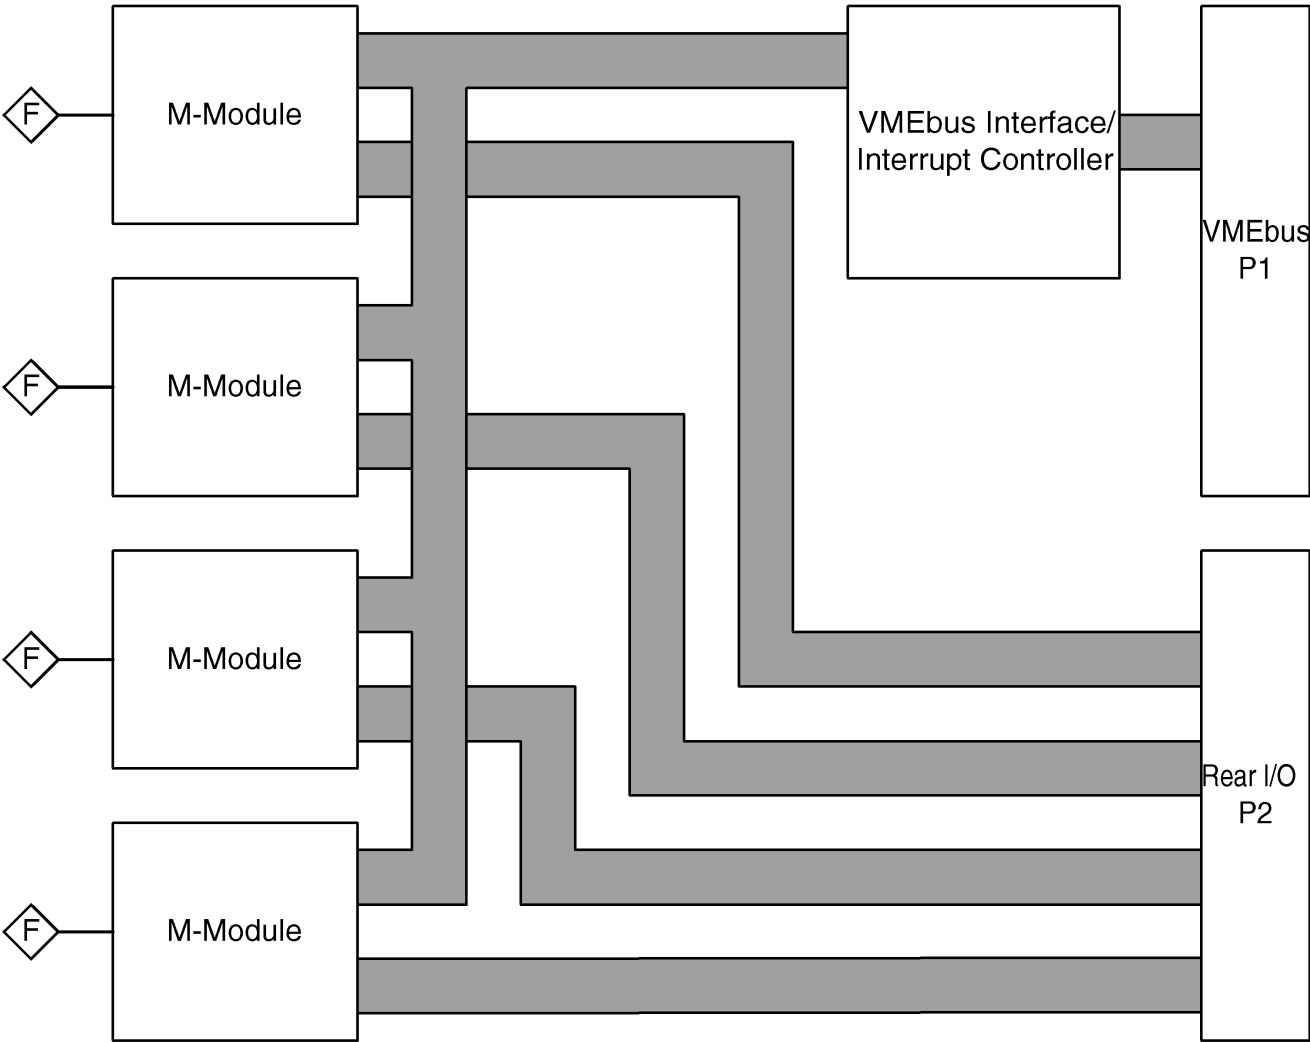 F
M-Module
VMEbus Interface/
Interrupt Controller
VMEbus
P1
F
M-Module
F
M-Module
Rear I/O
P2
F
M-Module